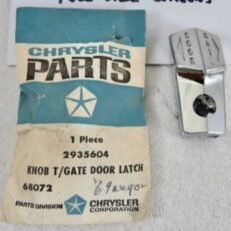 CHRYSLER
PARTS
1 Piece
2935604
KNOB T/GATE DOOR LATCH
68072
PARTS DIVISION
CHRYSLER
CORPORATION